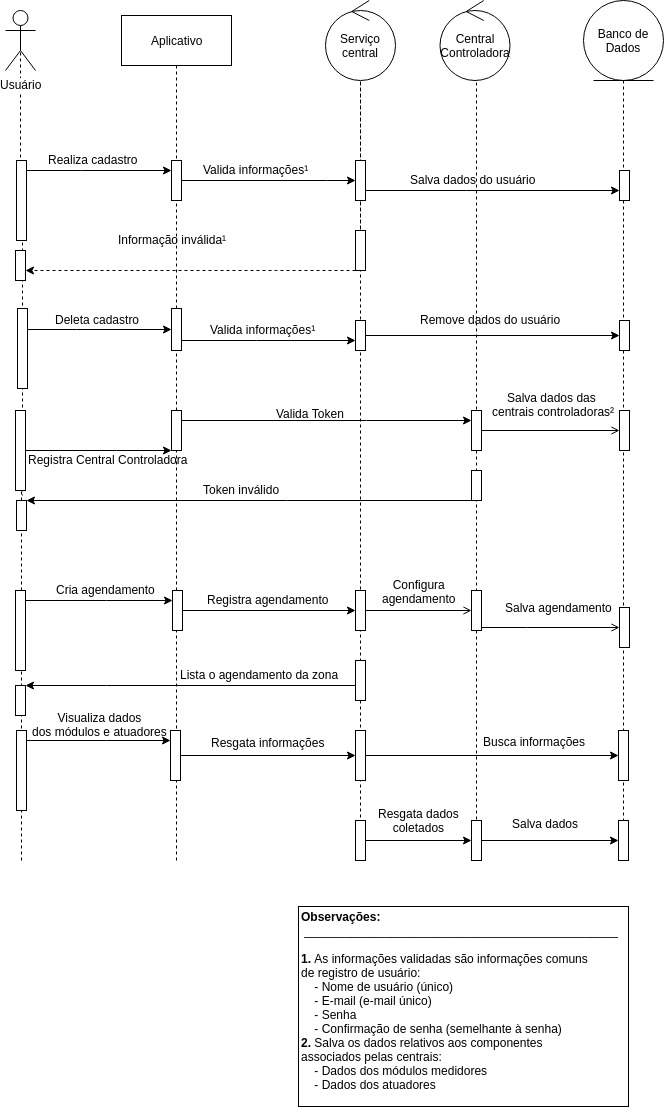 Usuário
Aplicativo
Serviço
central
Central
Controladora
Banco de
Dados
Realiza cadastro
Valida informações¹
Salva dados do usuário
Informação inválida¹
Deleta cadastro
Valida informações¹
Remove dados do usuário
Valida Token
Salva dados das
centrais controladoras²
Registra Central Controladora
Token inválido
Cria agendamento
Registra agendamento
Configura
agendamento
Salva agendamento
Lista o agendamento da zona
Visualiza dados
dos módulos e atuadores
Resgata informações
Busca informações
Resgata dados
coletados
Salva dados
Observações:
1. As informações validadas são informações comuns
de registro de usuário:
- Nome de usuário (único)
- E-mail (e-mail único)
- Senha
- Confirmação de senha (semelhante à senha)
2. Salva os dados relativos aos componentes
associados pelas centrais:
- Dados dos módulos medidores
- Dados dos atuadores